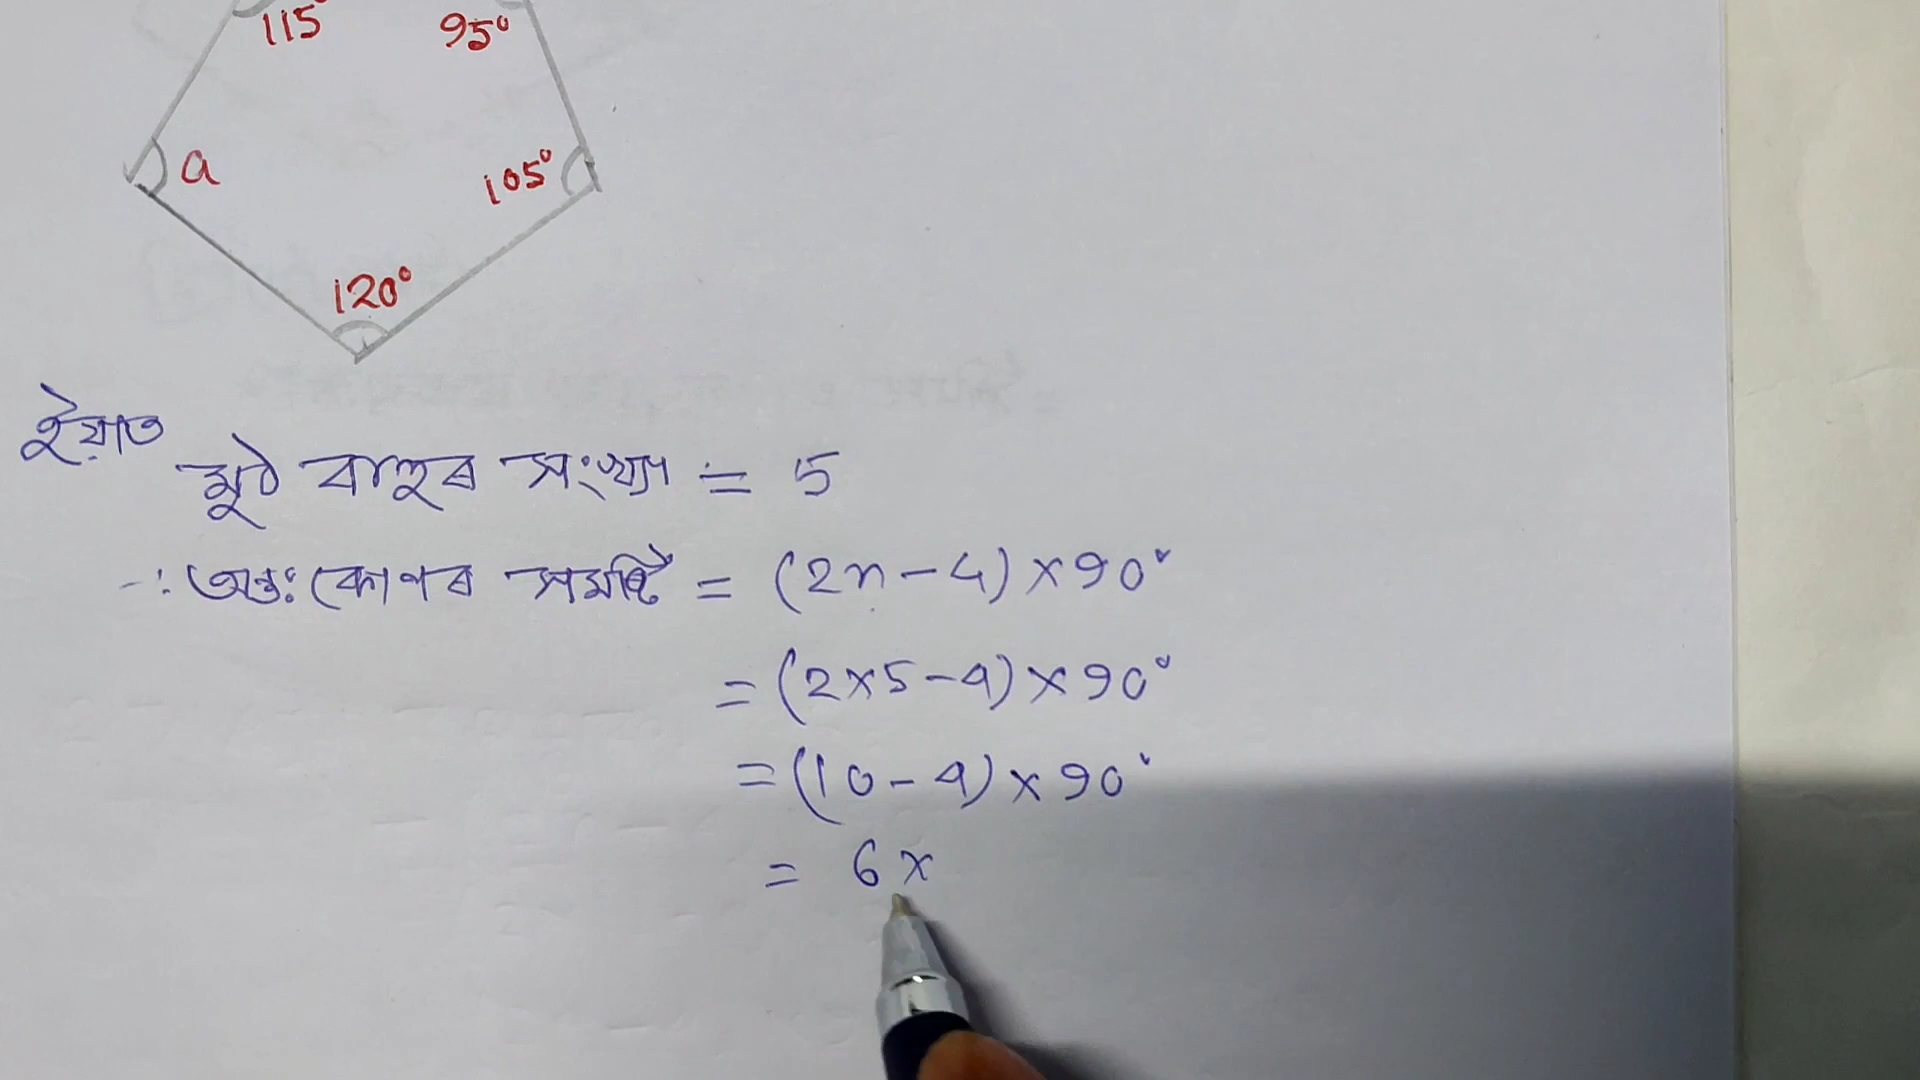 115° 95°
a 105°
120°
ইয়াত
মুঠ বাহুৰ সংখ্যা = 5
∴ অন্তঃকোণৰ সমষ্টি = (2n-4)×90°
= (2×5-4)×90°
= (10-4)×90°
= 6×